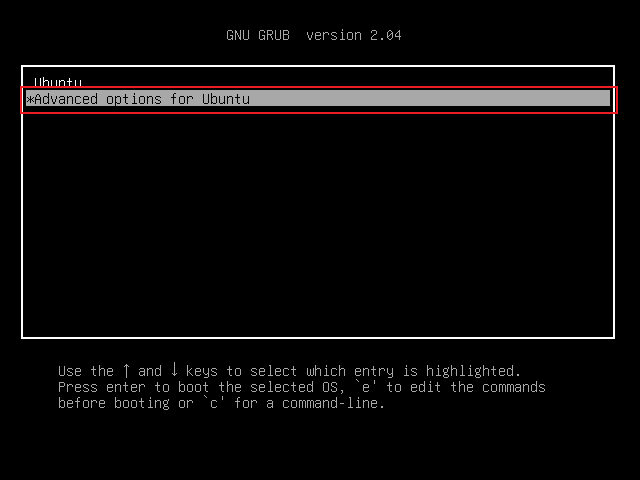 GNU GRUB  version 2.04
Ubuntu
*Advanced options for Ubuntu
Use the ↑ and ↓ keys to select which entry is highlighted.
Press enter to boot the selected OS, `e' to edit the commands
before booting or `c' for a command-line.